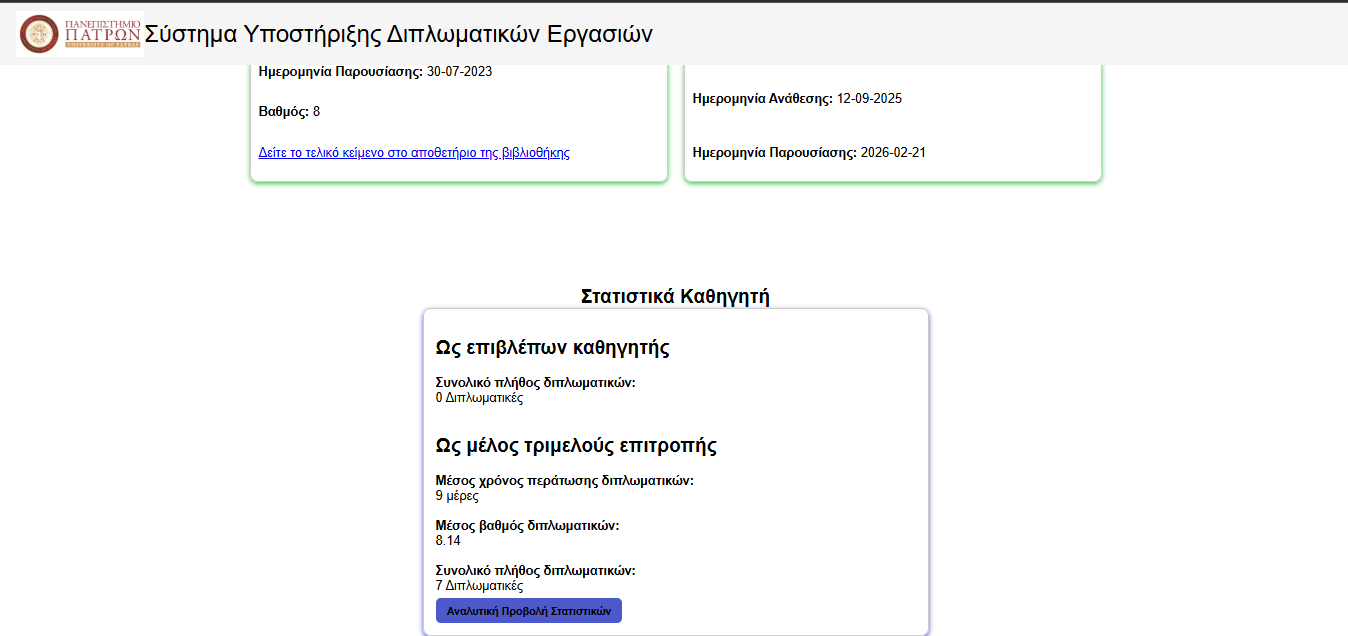 ΠΑΝΕΠΙΣΤΗΜΙΟ
ΠΑΤΡΩΝ
UNIVERSITY OF PATRAS
Σύστημα Υποστήριξης Διπλωματικών Εργασιών
Ημερομηνία Παρουσίασης: 30-07-2023
Βαθμός: 8
Δείτε το τελικό κείμενο στο αποθετήριο της βιβλιοθήκης
Ημερομηνία Ανάθεσης: 12-09-2025
Ημερομηνία Παρουσίασης: 2026-02-21
Στατιστικά Καθηγητή
Ως επιβλέπων καθηγητής
Συνολικό πλήθος διπλωματικών:
0 Διπλωματικές
Ως μέλος τριμελούς επιτροπής
Μέσος χρόνος περάτωσης διπλωματικών:
9 μέρες
Μέσος βαθμός διπλωματικών:
8.14
Συνολικό πλήθος διπλωματικών:
7 Διπλωματικές
Αναλυτική Προβολή Στατιστικών